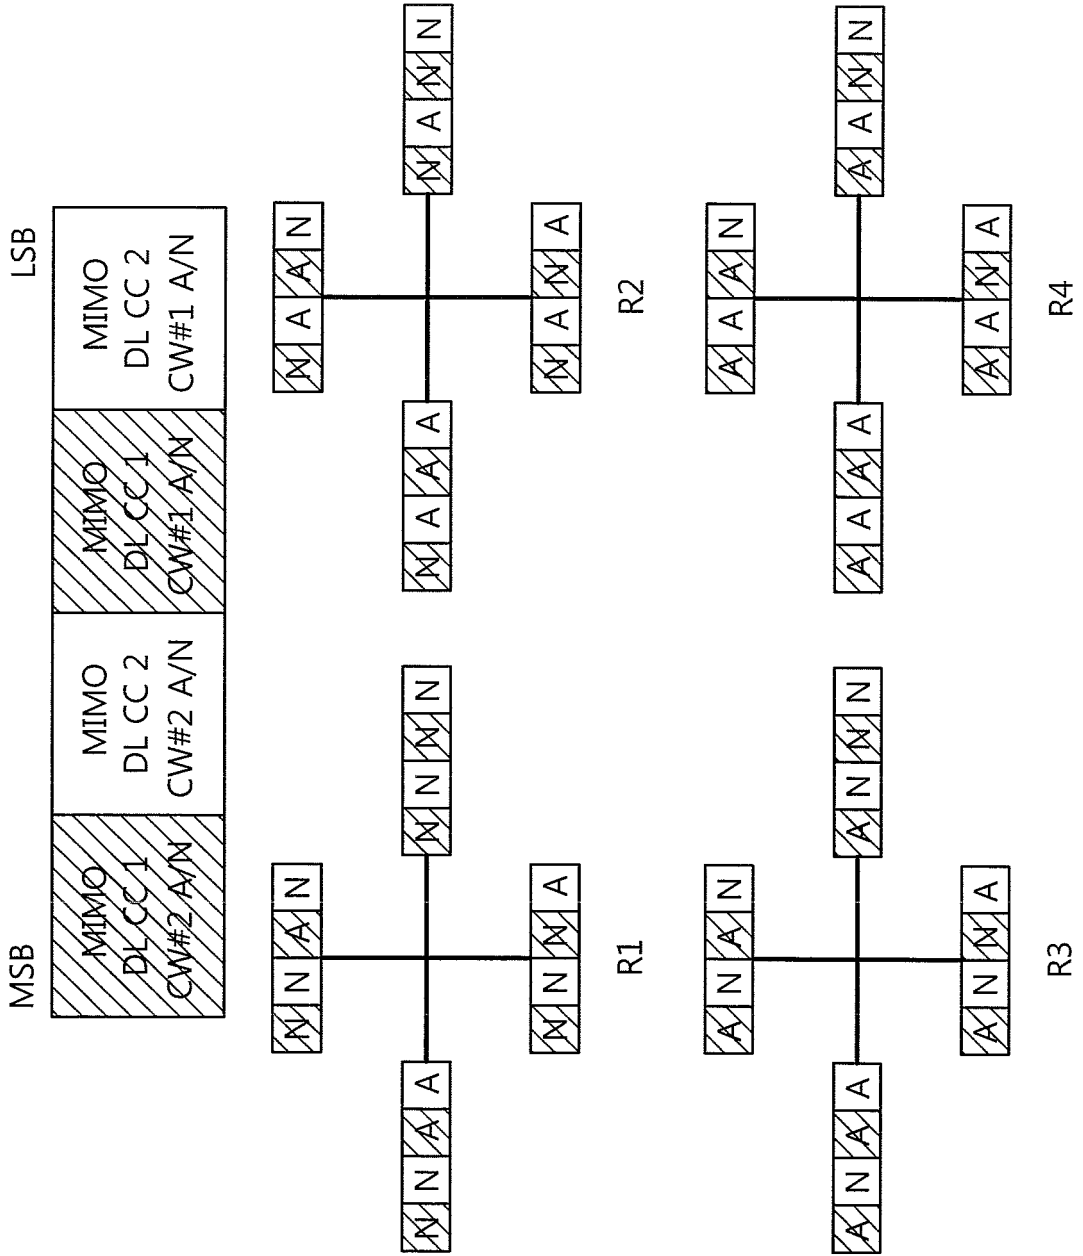 MSB
LSB
MIMO
DL CC 1
CW#2 A/N
MIMO
DL CC 2
CW#2 A/N
MIMO
DL CC 1
CW#1 A/N
MIMO
DL CC 2
CW#1 A/N
N N A N
N N A A
N N N N
N N N A
R1
N A A N
N A A A
N A N N
N A N A
R2
A N A N
A N A A
A N N N
A N N A
R3
A A A N
A A A A
A A N N
A A N A
R4